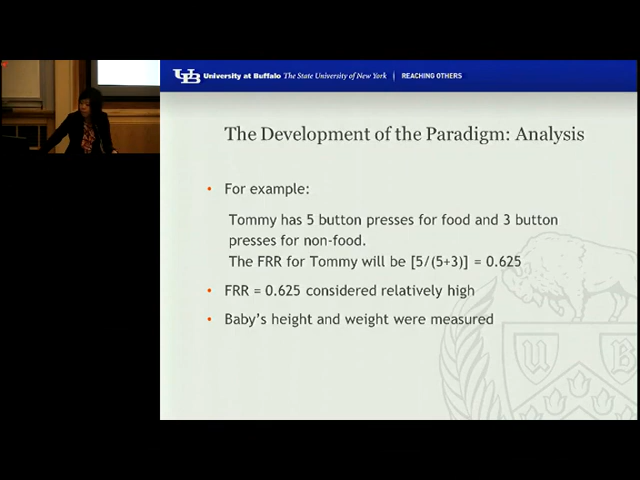 UB University at Buffalo The State University of New York | REACHING OTHERS
The Development of the Paradigm: Analysis
• For example:
Tommy has 5 button presses for food and 3 button
presses for non-food.
The FRR for Tommy will be [5/(5+3)] = 0.625
• FRR = 0.625 considered relatively high
• Baby's height and weight were measured
U B